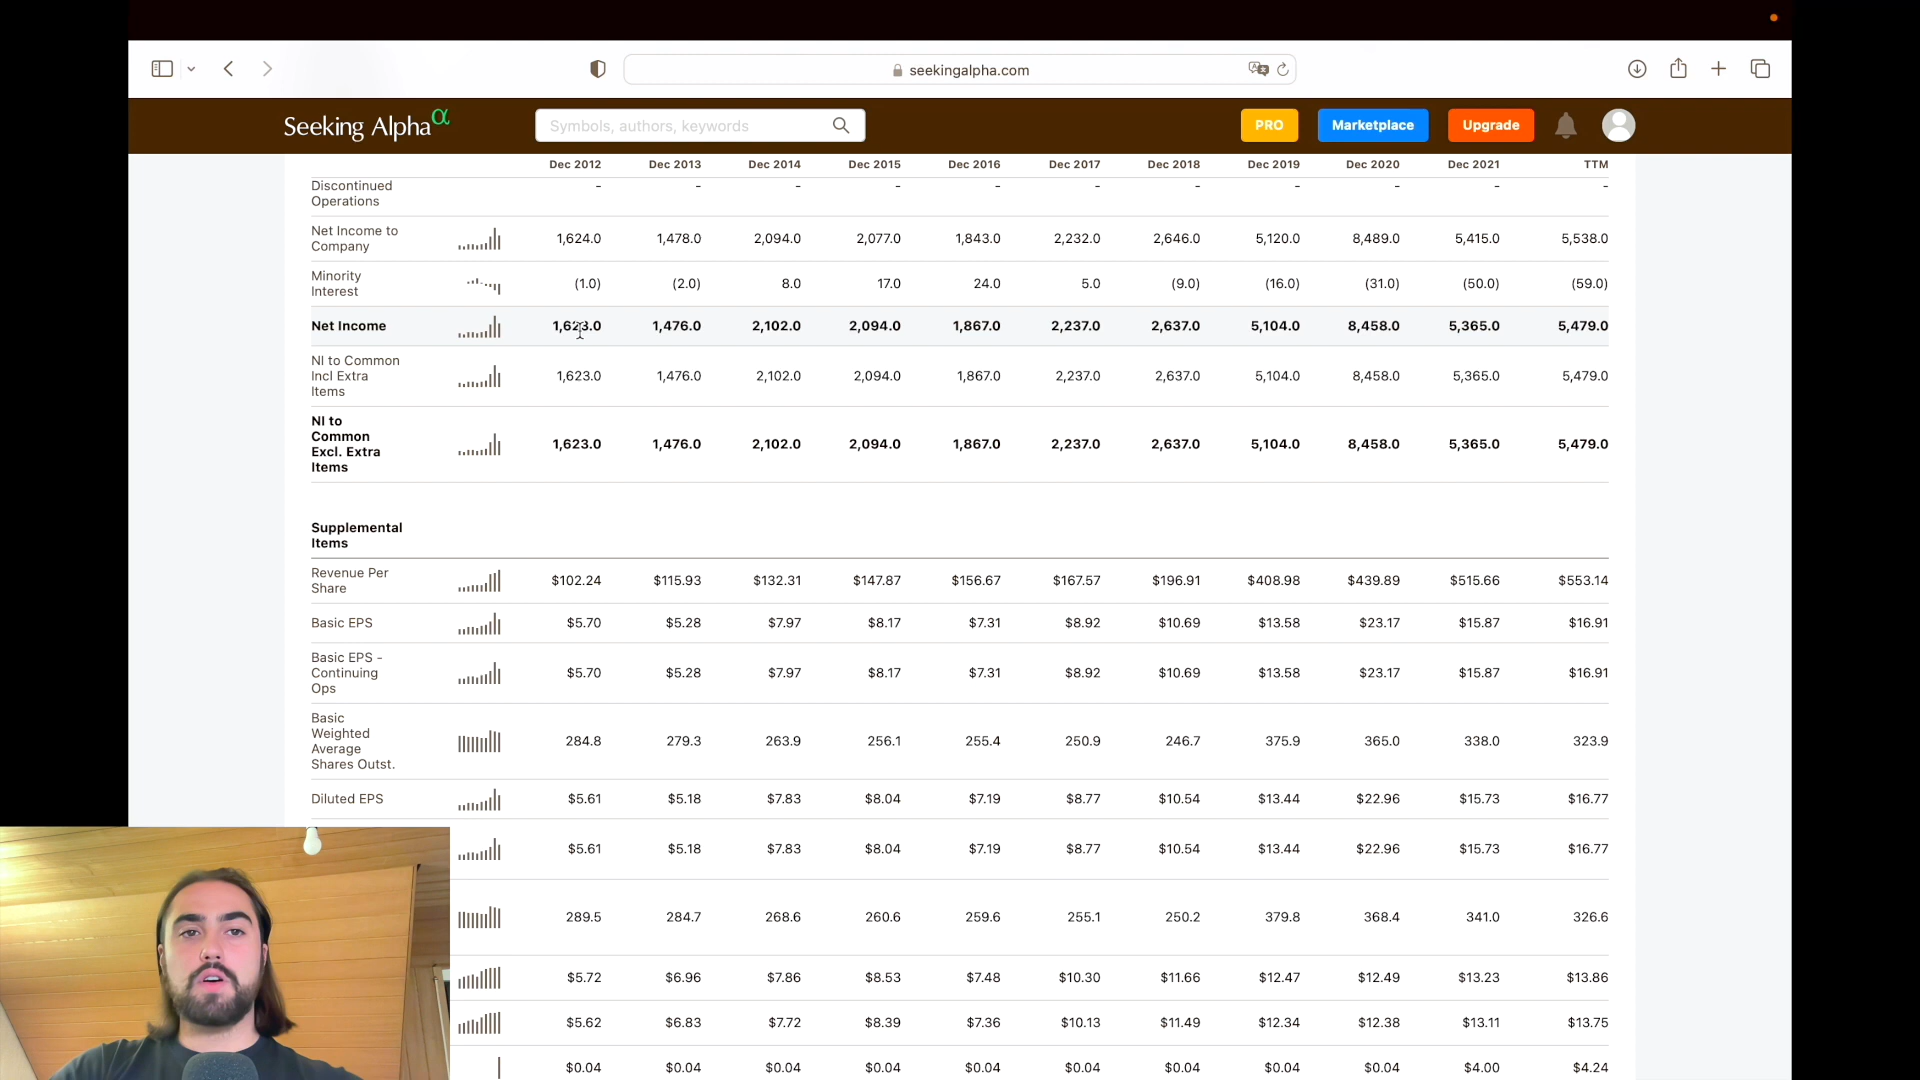 seekingalpha.com
Seeking Alpha α
Symbols, authors, keywords
PRO
Marketplace
Upgrade
Dec 2012 Dec 2013 Dec 2014 Dec 2015 Dec 2016 Dec 2017 Dec 2018 Dec 2019 Dec 2020 Dec 2021 TTM
Discontinued
Operations
- - - - - - - - - - -
Net Income to
Company
1,624.0 1,478.0 2,094.0 2,077.0 1,843.0 2,232.0 2,646.0 5,120.0 8,489.0 5,415.0 5,538.0
Minority
Interest
(1.0) (2.0) 8.0 17.0 24.0 5.0 (9.0) (16.0) (31.0) (50.0) (59.0)
Net Income 1,623.0 1,476.0 2,102.0 2,094.0 1,867.0 2,237.0 2,637.0 5,104.0 8,458.0 5,365.0 5,479.0
NI to Common
Incl Extra
Items
1,623.0 1,476.0 2,102.0 2,094.0 1,867.0 2,237.0 2,637.0 5,104.0 8,458.0 5,365.0 5,479.0
NI to
Common
Excl. Extra
Items
1,623.0 1,476.0 2,102.0 2,094.0 1,867.0 2,237.0 2,637.0 5,104.0 8,458.0 5,365.0 5,479.0
Supplemental
Items
Revenue Per
Share
$102.24 $115.93 $132.31 $147.87 $156.67 $167.57 $196.91 $408.98 $439.89 $515.66 $553.14
Basic EPS $5.70 $5.28 $7.97 $8.17 $7.31 $8.92 $10.69 $13.58 $23.17 $15.87 $16.91
Basic EPS -
Continuing
Ops
$5.70 $5.28 $7.97 $8.17 $7.31 $8.92 $10.69 $13.58 $23.17 $15.87 $16.91
Basic
Weighted
Average
Shares Outst.
284.8 279.3 263.9 256.1 255.4 250.9 246.7 375.9 365.0 338.0 323.9
Diluted EPS $5.61 $5.18 $7.83 $8.04 $7.19 $8.77 $10.54 $13.44 $22.96 $15.73 $16.77
$5.61 $5.18 $7.83 $8.04 $7.19 $8.77 $10.54 $13.44 $22.96 $15.73 $16.77
289.5 284.7 268.6 260.6 259.6 255.1 250.2 379.8 368.4 341.0 326.6
$5.72 $6.96 $7.86 $8.53 $7.48 $10.30 $11.66 $12.47 $12.49 $13.23 $13.86
$5.62 $6.83 $7.72 $8.39 $7.36 $10.13 $11.49 $12.34 $12.38 $13.11 $13.75
$0.04 $0.04 $0.04 $0.04 $0.04 $0.04 $0.04 $0.04 $0.04 $4.00 $4.24